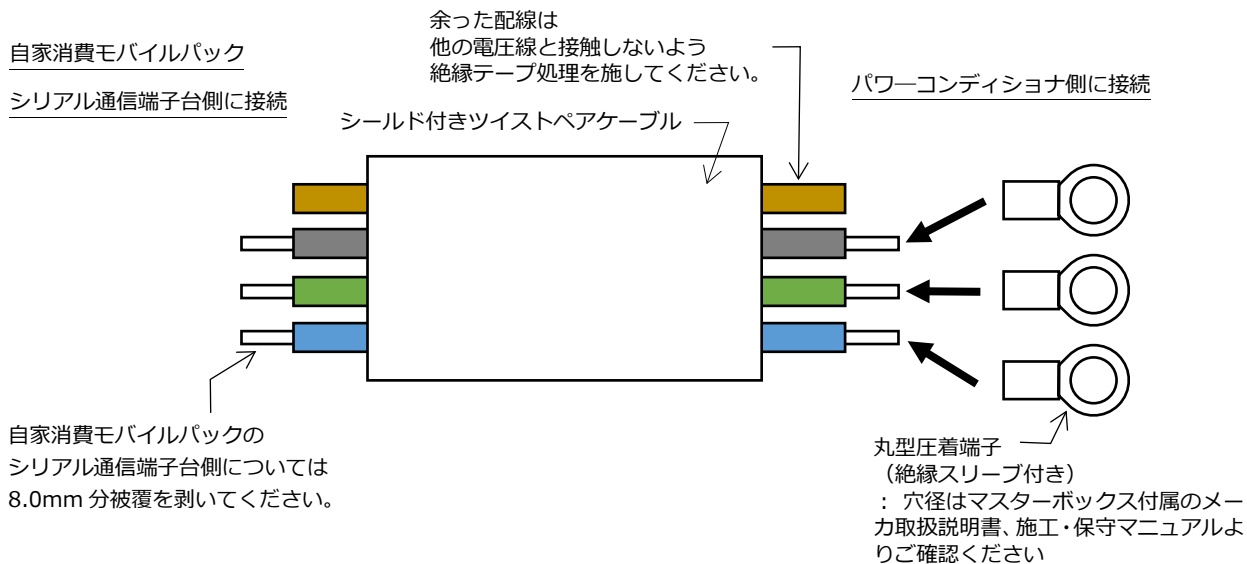 自家消費モバイルパック
シリアル通信端子台側に接続
余った配線は
他の電圧線と接触しないよう
絶縁テープ処理を施してください。
パワーコンディショナ側に接続
シールド付きツイストペアケーブル
自家消費モバイルパックの
シリアル通信端子台側については
8.0mm 分被覆を剥いてください。
丸型圧着端子
（絶縁スリーブ付き）
： 穴径はマスターボックス付属のメー
カ取扱説明書、施工・保守マニュアルよ
りご確認ください